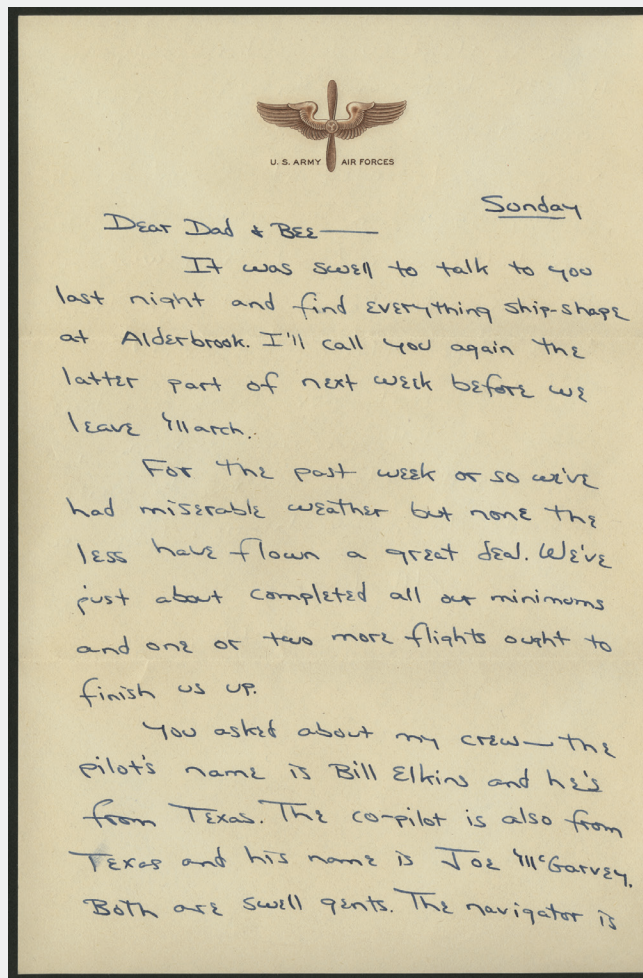 U. S. ARMY AIR FORCES
Sunday
Dear Dad & Bee—
It was swell to talk to you
last night and find everything ship-shape
at Alderbrook. I'll call you again the
latter part of next week before we
leave March.
For the past week or so we've
had miserable weather but none the
less have flown a great deal. We've
just about completed all our minimums
and one or two more flights ought to
finish us up.
You asked about my crew—the
pilot's name is Bill Elkins and he's
from Texas. The co-pilot is also from
Texas and his name is Joe McGarvey.
Both are swell gents. The navigator is